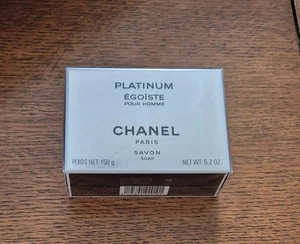 PLATINUM
ÉGOÏSTE
POUR HOMME
CHANEL
PARIS
SAVON
SOAP
POIDS NET 150 g NET WT. 5.2 OZ.